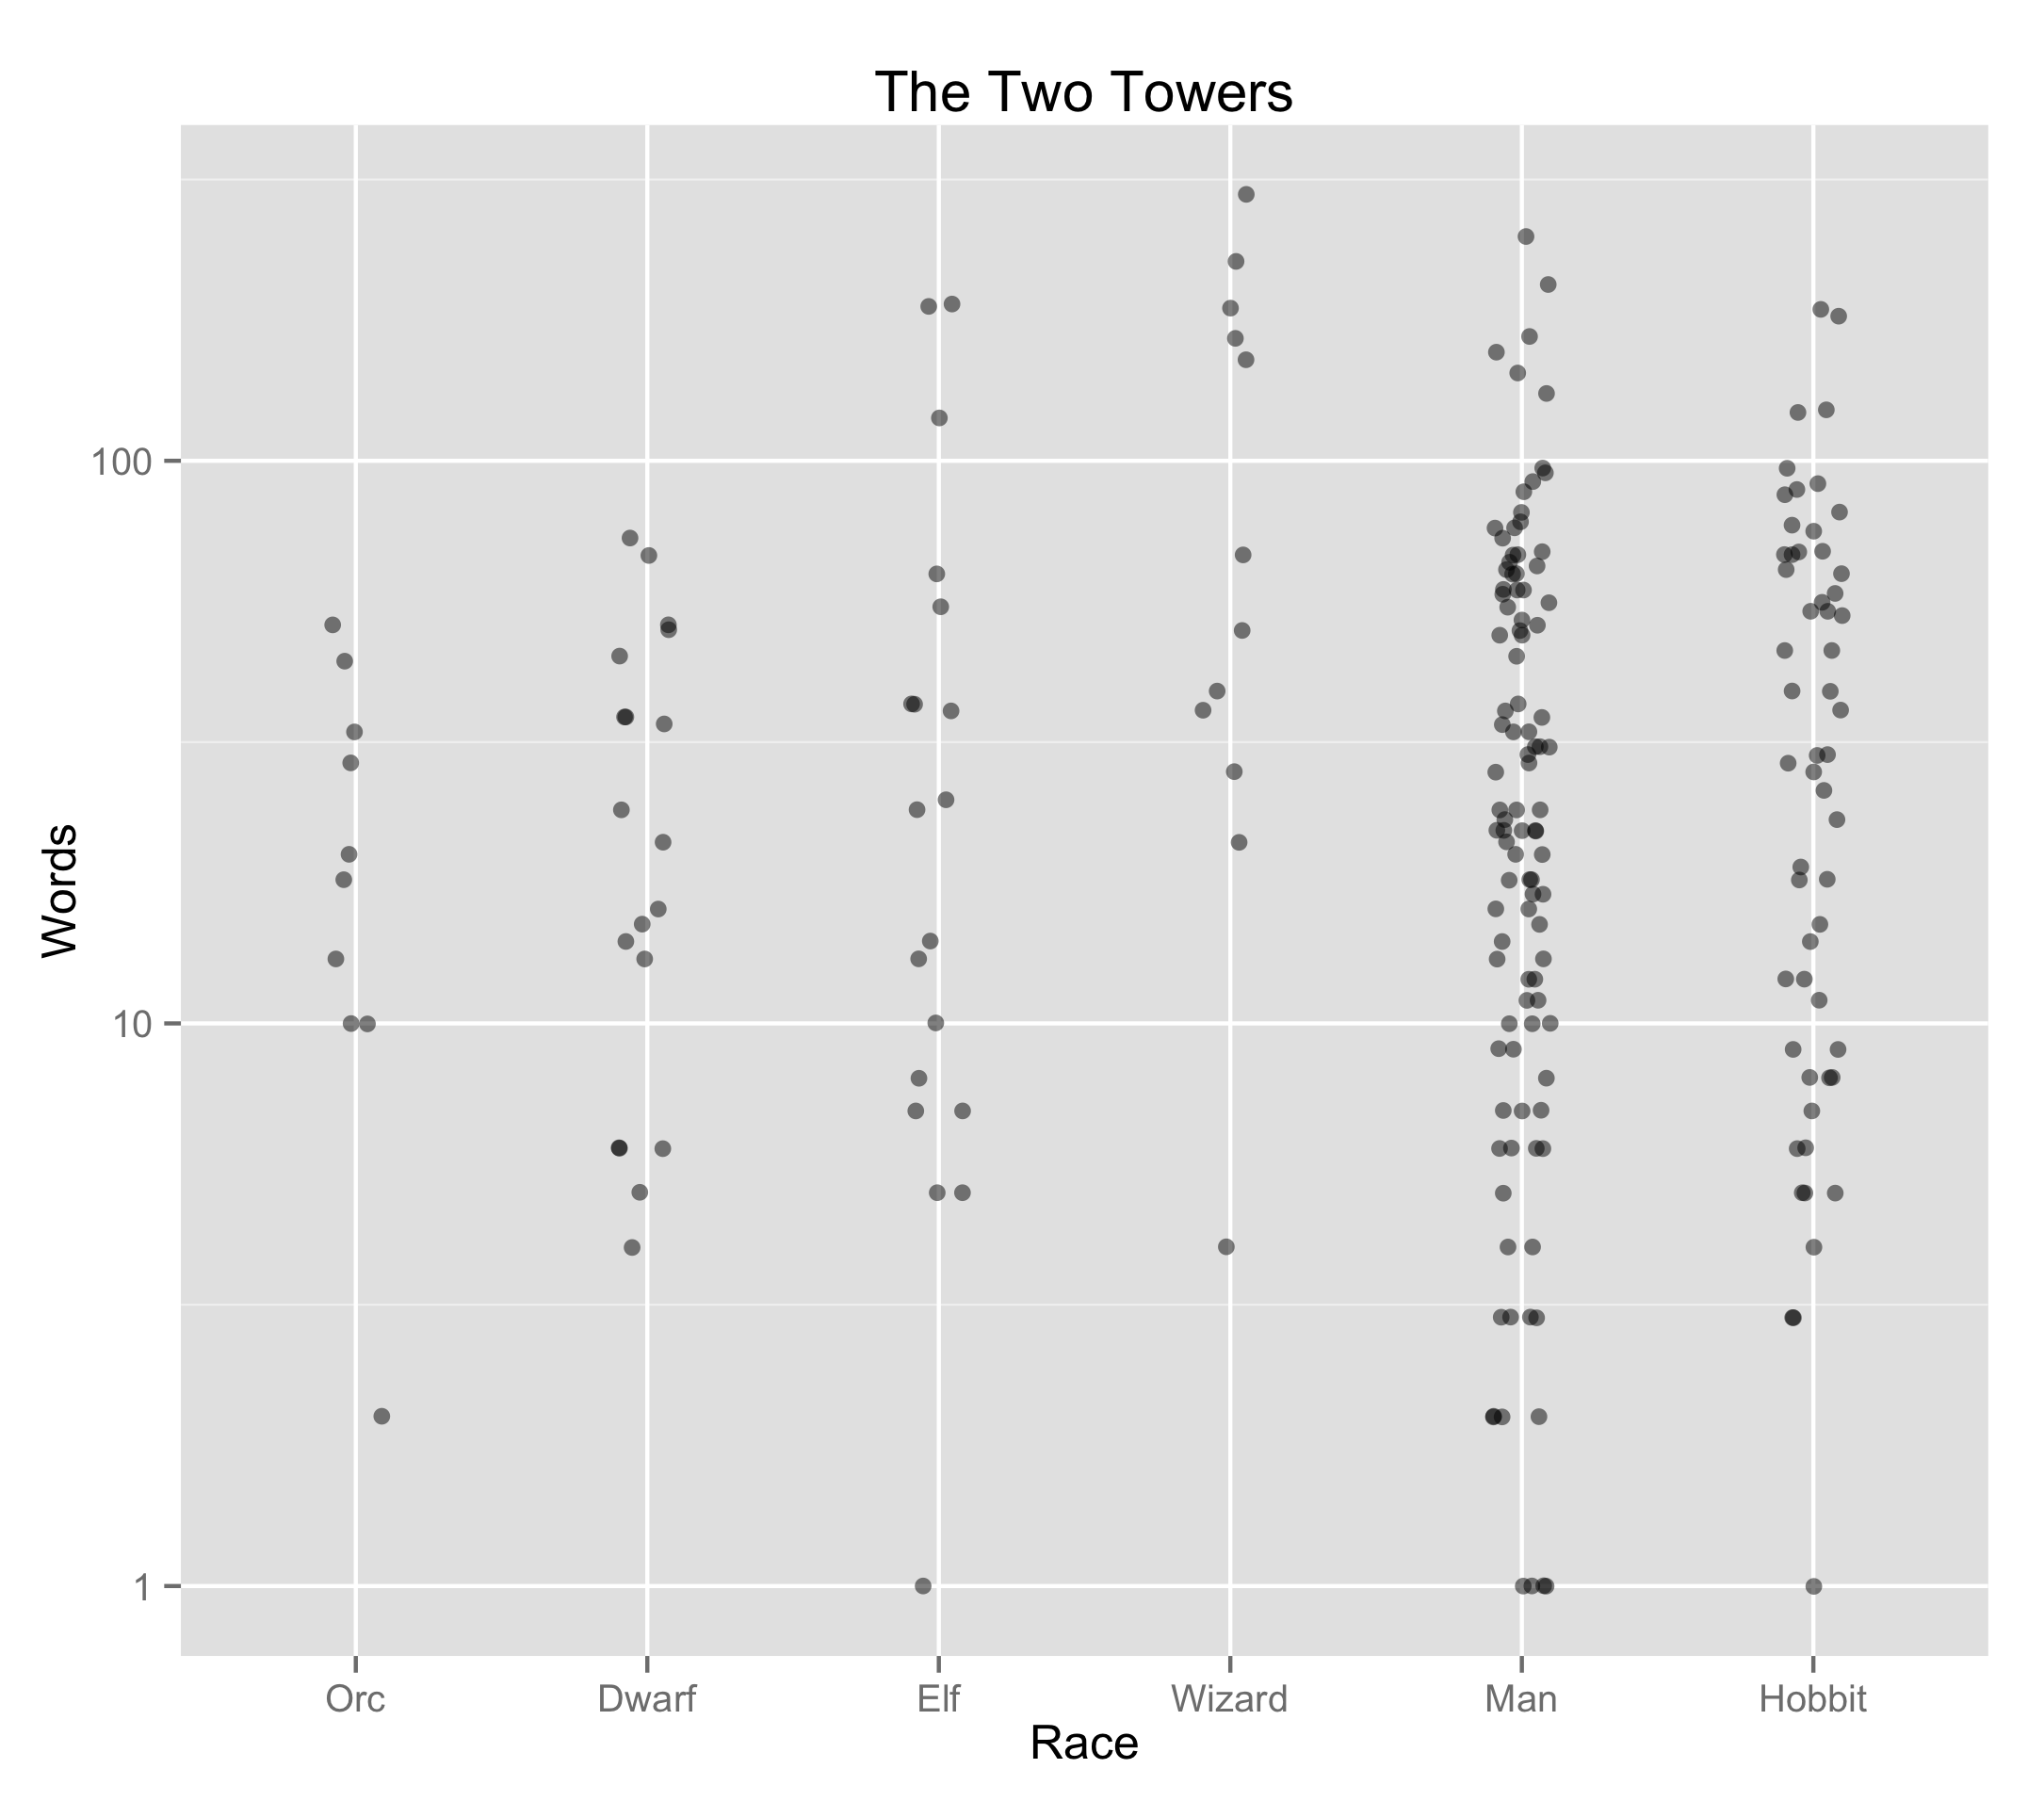 The Two Towers
Words
100
10
1
Orc
Dwarf
Elf
Wizard
Man
Hobbit
Race